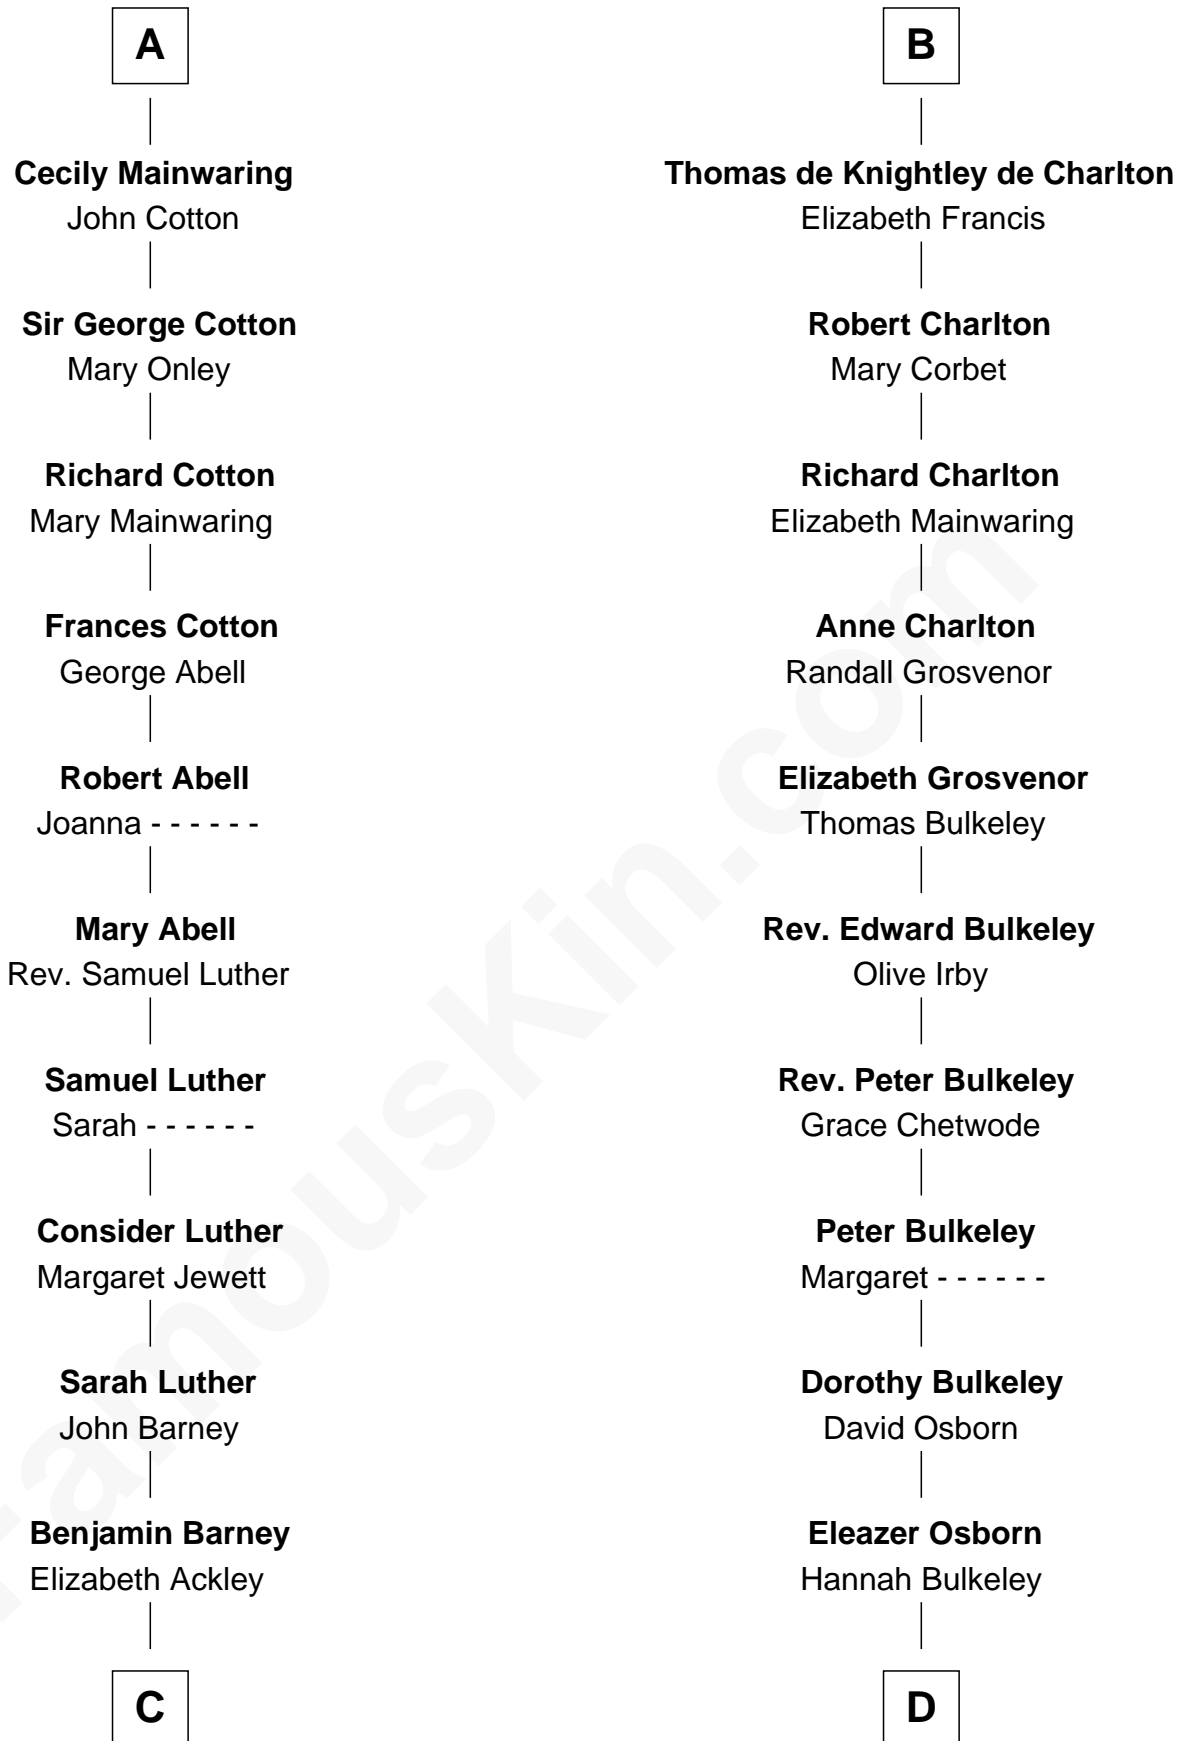 A
Cecily Mainwaring
John Cotton
Sir George Cotton
Mary Onley
Richard Cotton
Mary Mainwaring
Frances Cotton
George Abell
Robert Abell
Joanna - - - - - -
Mary Abell
Rev. Samuel Luther
Samuel Luther
Sarah - - - - - -
Consider Luther
Margaret Jewett
Sarah Luther
John Barney
Benjamin Barney
Elizabeth Ackley
C
B
Thomas de Knightley de Charlton
Elizabeth Francis
Robert Charlton
Mary Corbet
Richard Charlton
Elizabeth Mainwaring
Anne Charlton
Randall Grosvenor
Elizabeth Grosvenor
Thomas Bulkeley
Rev. Edward Bulkeley
Olive Irby
Rev. Peter Bulkeley
Grace Chetwode
Peter Bulkeley
Margaret - - - - - -
Dorothy Bulkeley
David Osborn
Eleazer Osborn
Hannah Bulkeley
D
FamousKin.com